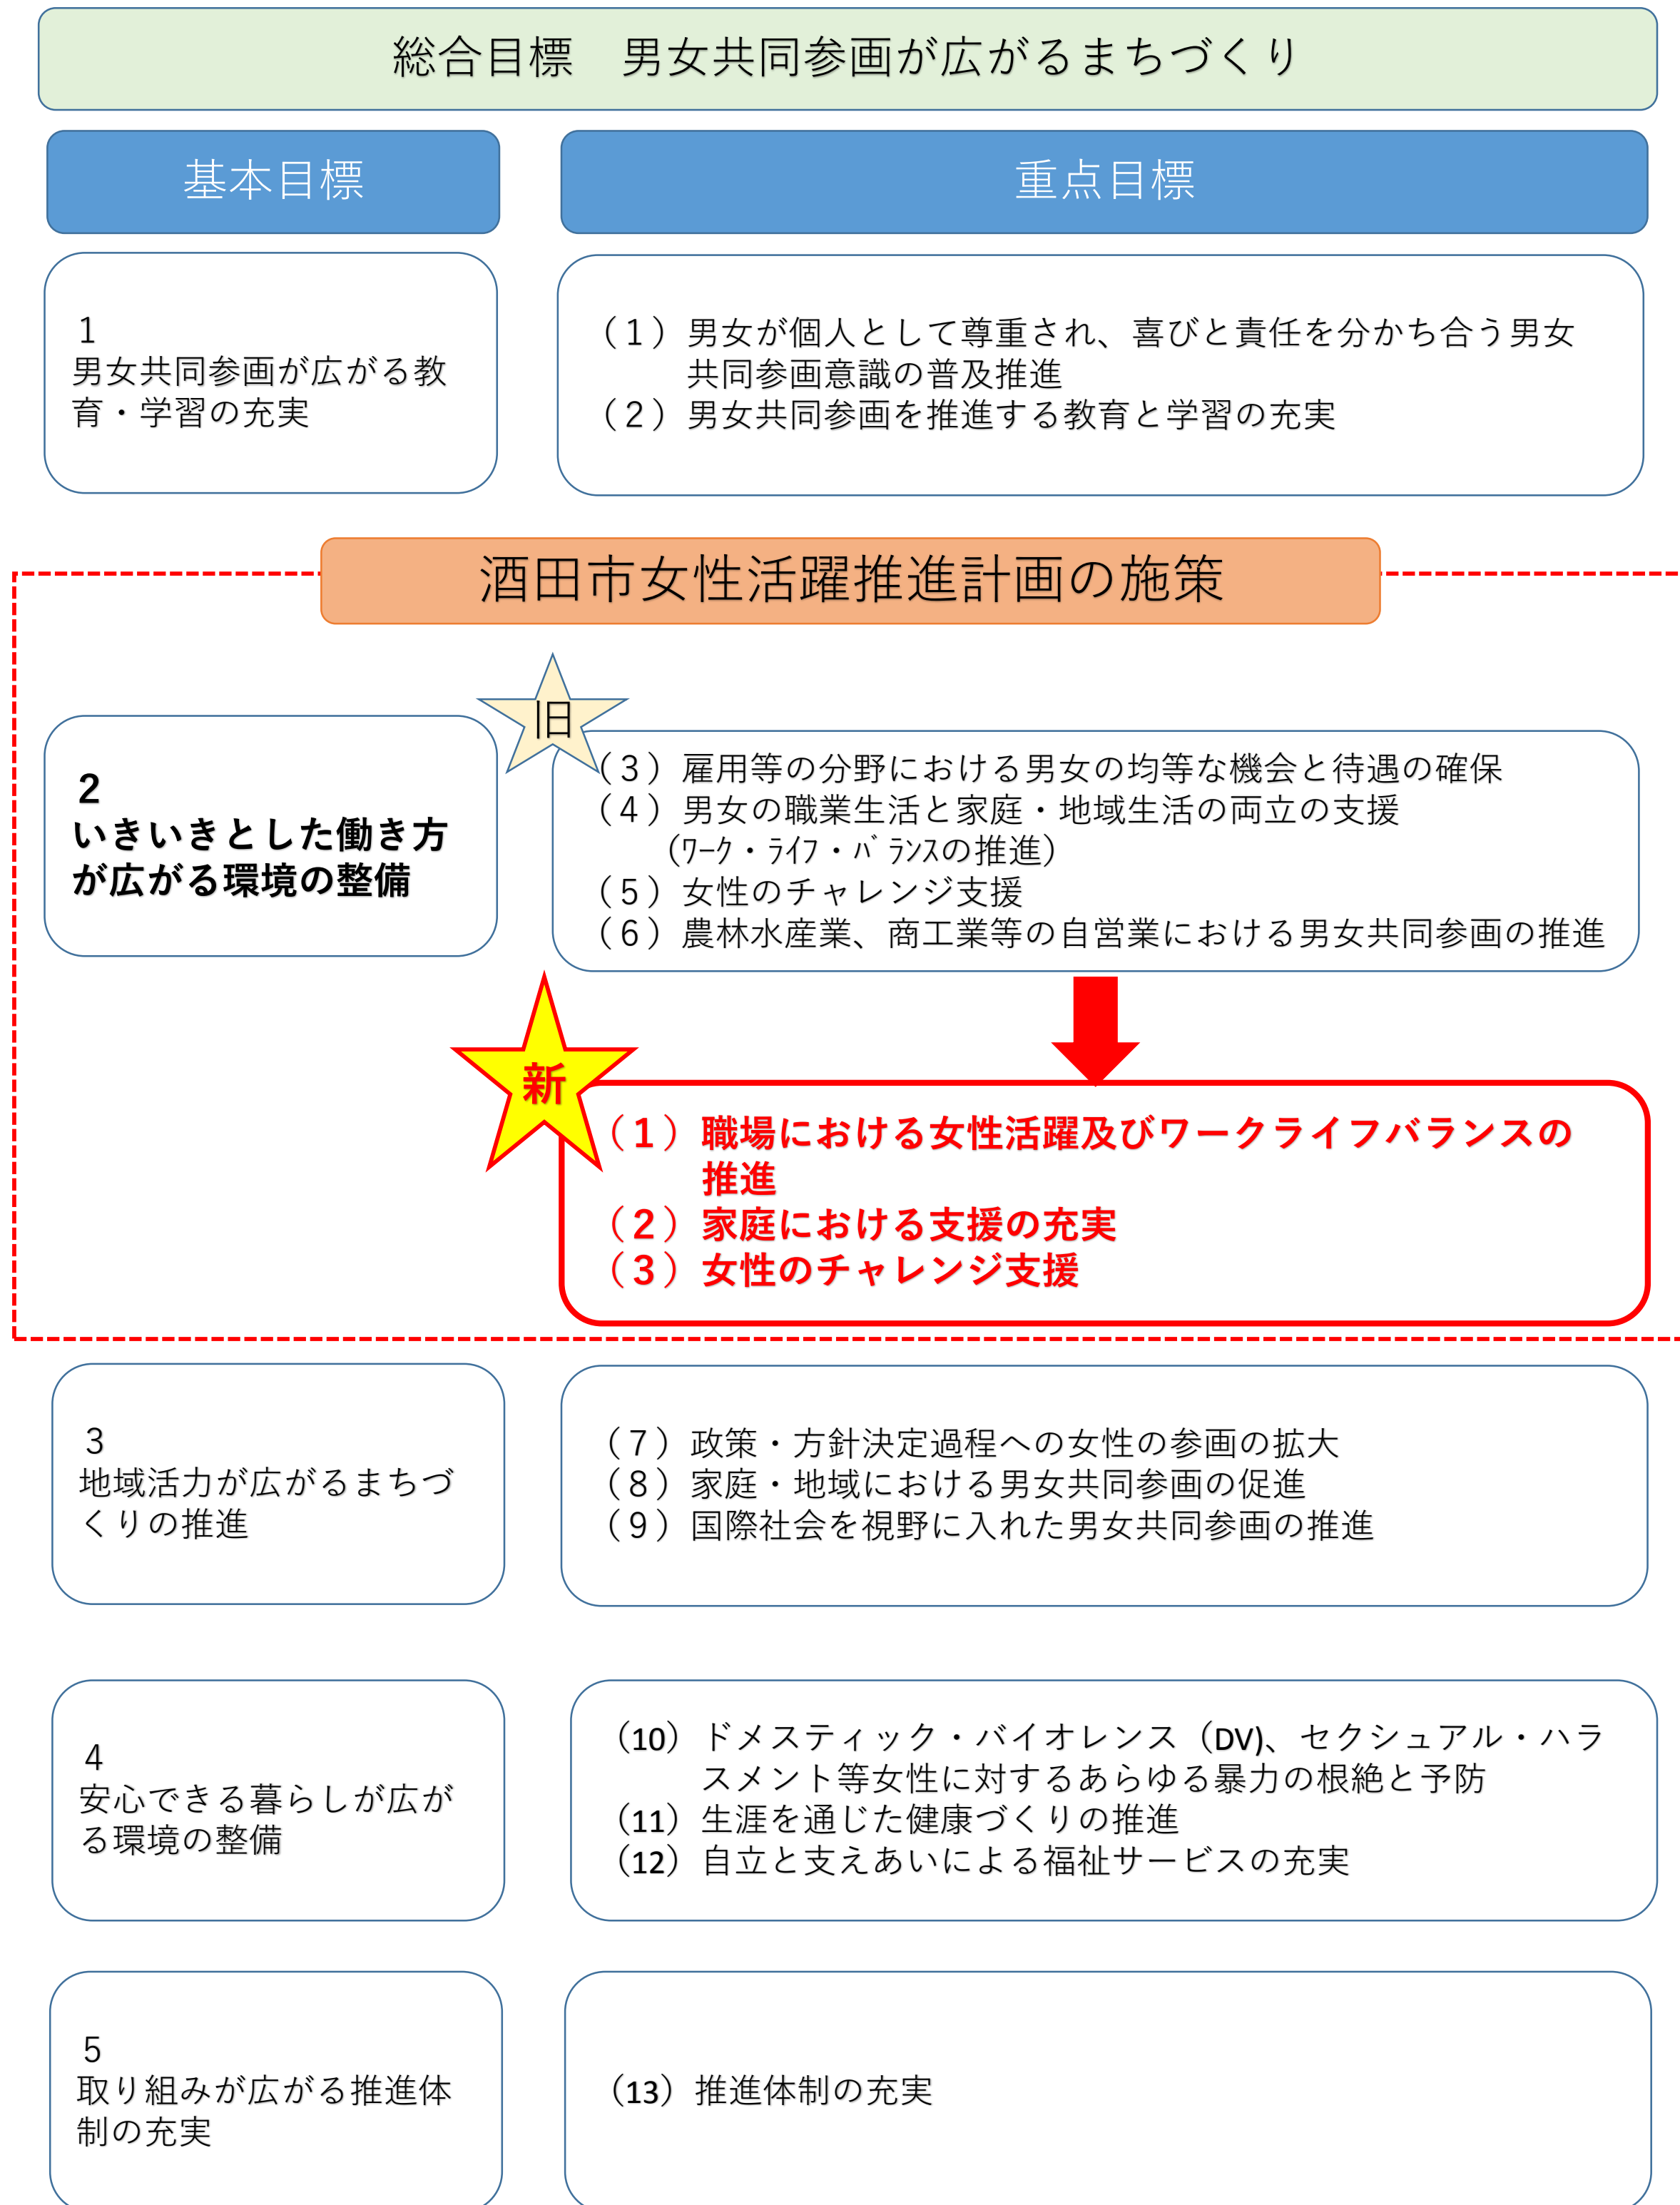 総合目標　男女共同参画が広がるまちづくり
基本目標
重点目標
１
男女共同参画が広がる教
育・学習の充実
（１）男女が個人として尊重され、喜びと責任を分かち合う男女
共同参画意識の普及推進
（２）男女共同参画を推進する教育と学習の充実
酒田市女性活躍推進計画の施策
２
いきいきとした働き方
が広がる環境の整備
旧
（３）雇用等の分野における男女の均等な機会と待遇の確保
（４）男女の職業生活と家庭・地域生活の両立の支援
（ﾜｰｸ・ﾗｲﾌ・ﾊﾞﾗﾝｽの推進）
（５）女性のチャレンジ支援
（６）農林水産業、商工業等の自営業における男女共同参画の推進
新
（１）職場における女性活躍及びワークライフバランスの
推進
（２）家庭における支援の充実
（３）女性のチャレンジ支援
３
地域活力が広がるまちづ
くりの推進
（７）政策・方針決定過程への女性の参画の拡大
（８）家庭・地域における男女共同参画の促進
（９）国際社会を視野に入れた男女共同参画の推進
４
安心できる暮らしが広が
る環境の整備
（10）ドメスティック・バイオレンス（DV)、セクシュアル・ハラ
スメント等女性に対するあらゆる暴力の根絶と予防
（11）生涯を通じた健康づくりの推進
（12）自立と支えあいによる福祉サービスの充実
５
取り組みが広がる推進体
制の充実
（13）推進体制の充実